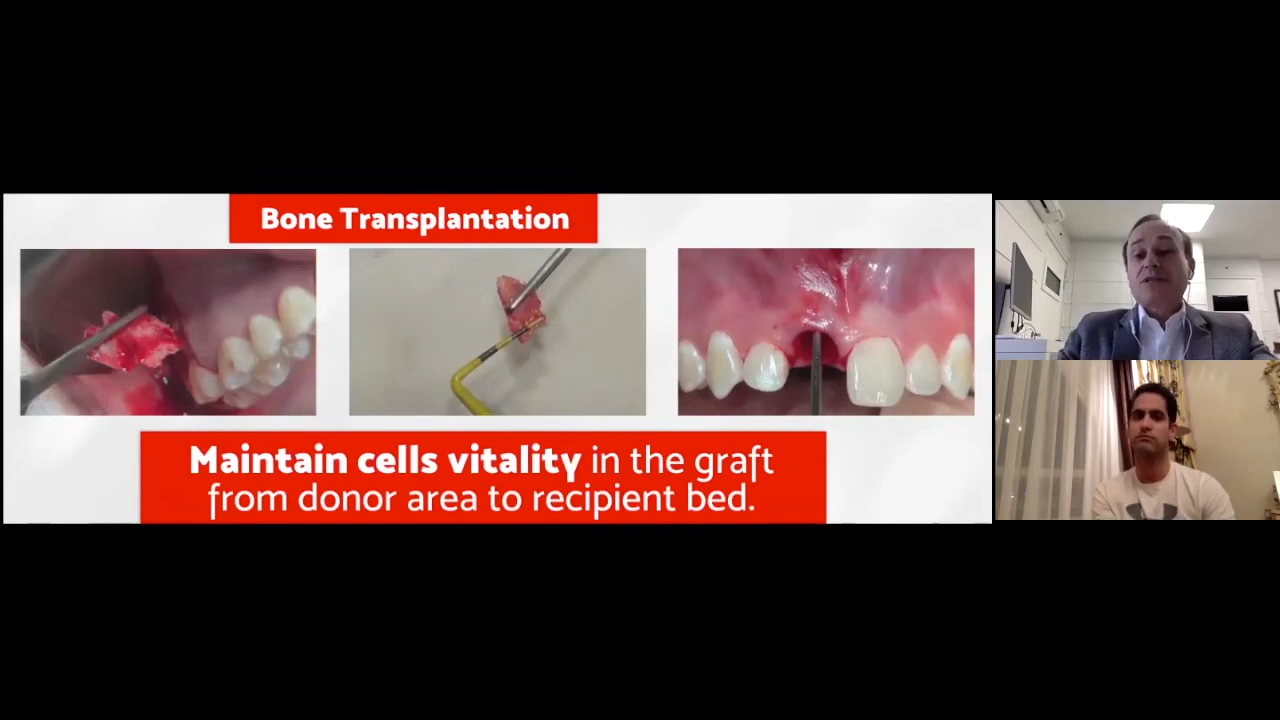 Bone Transplantation
Maintain cells vitality in the graft
from donor area to recipient bed.